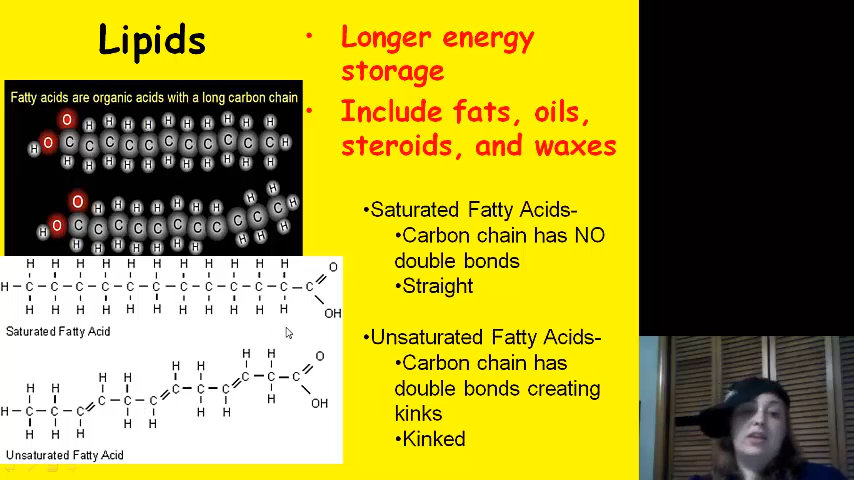 Lipids
• Longer energy
storage
• Include fats, oils,
steroids, and waxes
Fatty acids are organic acids with a long carbon chain
O
H H H H H H H H H H
H O C C C C C C C C C C C H
H H H H H H H H H H
O
H H H H H H H H H
H O C C C C C C C C C C C H
H H H H H H H H H
•Saturated Fatty Acids-
•Carbon chain has NO
double bonds
•Straight
H H H H H H H H H H H O
H-C-C-C-C-C-C-C-C-C-C-C-C
H H H H H H H H H H H OH
Saturated Fatty Acid
•Unsaturated Fatty Acids-
•Carbon chain has
double bonds creating
kinks
•Kinked
H H H H H H H H O
H C C C C C C C C C C C C
H H H H H H H H OH
Unsaturated Fatty Acid